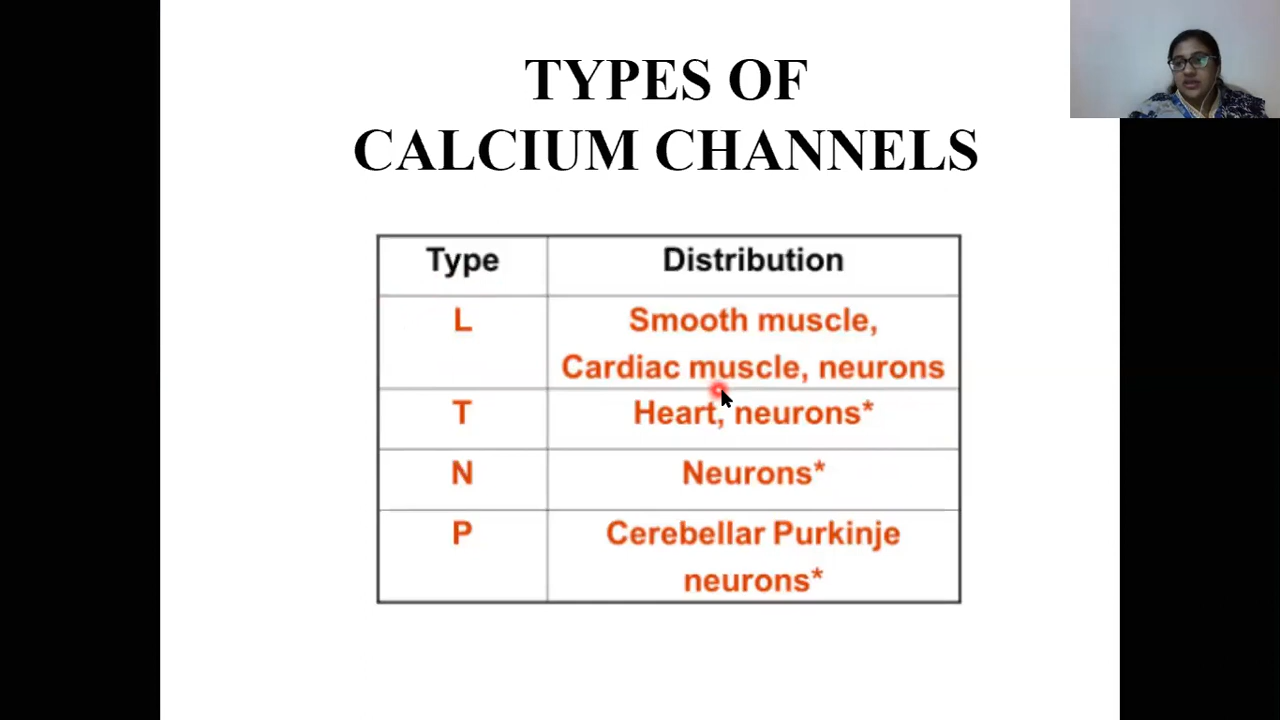 TYPES OF
CALCIUM CHANNELS
Type Distribution
L Smooth muscle,
Cardiac muscle, neurons
T Heart, neurons*
N Neurons*
P Cerebellar Purkinje
neurons*